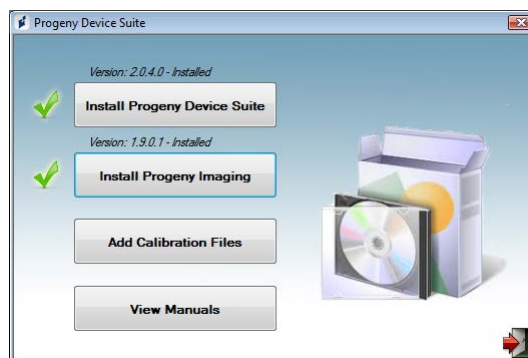 Progeny Device Suite
Version: 2.0.4.0 - Installed
Install Progeny Device Suite
Version: 1.9.0.1 - Installed
Install Progeny Imaging
Add Calibration Files
View Manuals